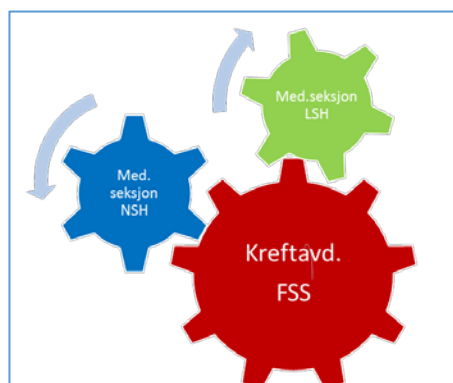 Med.seksjon
LSH
Med.
seksjon
NSH
Kreftavd.
FSS